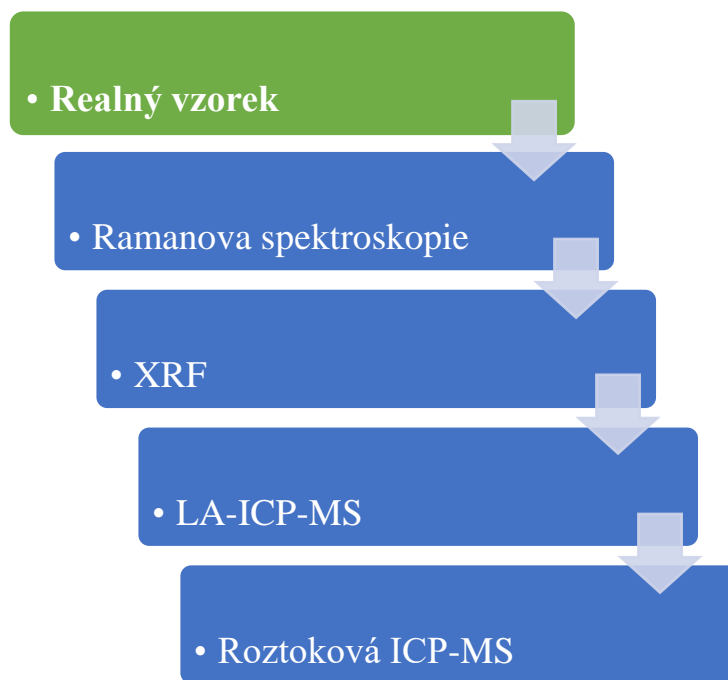 • Realný vzorek
• Ramanova spektroskopie
• XRF
• LA-ICP-MS
• Roztoková ICP-MS